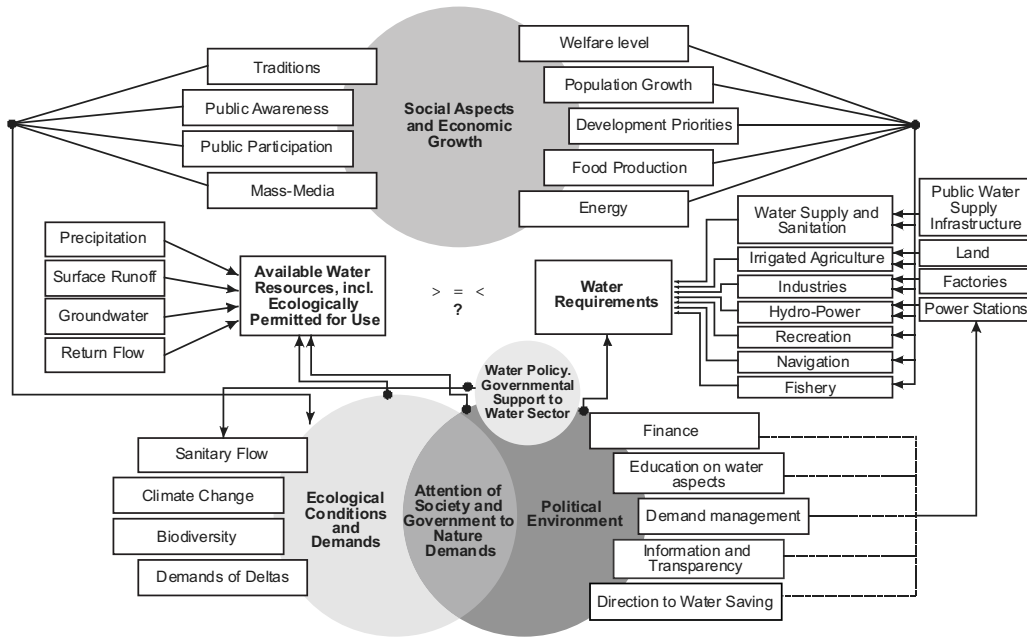 Welfare level
Traditions
Population Growth
Public Awareness
Social Aspects
and Economic
Growth
Development Priorities
Public Participation
Food Production
Mass-Media
Energy
Public Water
Supply
Infrastructure
Water Supply and
Sanitation
Precipitation
Land
Irrigated Agriculture
Surface Runoff
Available Water
Resources, incl.
Ecologically
Permitted for Use
> = <
?
Water
Requirements
Industries
Factories
Groundwater
Hydro-Power
Power Stations
Return Flow
Recreation
Navigation
Fishery
Water Policy.
Governmental
Support to
Water Sector
Finance
Sanitary Flow
Education on water
aspects
Climate Change
Ecological
Conditions
and
Demands
Attention of
Society and
Government to
Nature
Demands
Political
Environment
Demand management
Biodiversity
Information and
Transparency
Demands of Deltas
Direction to Water Saving